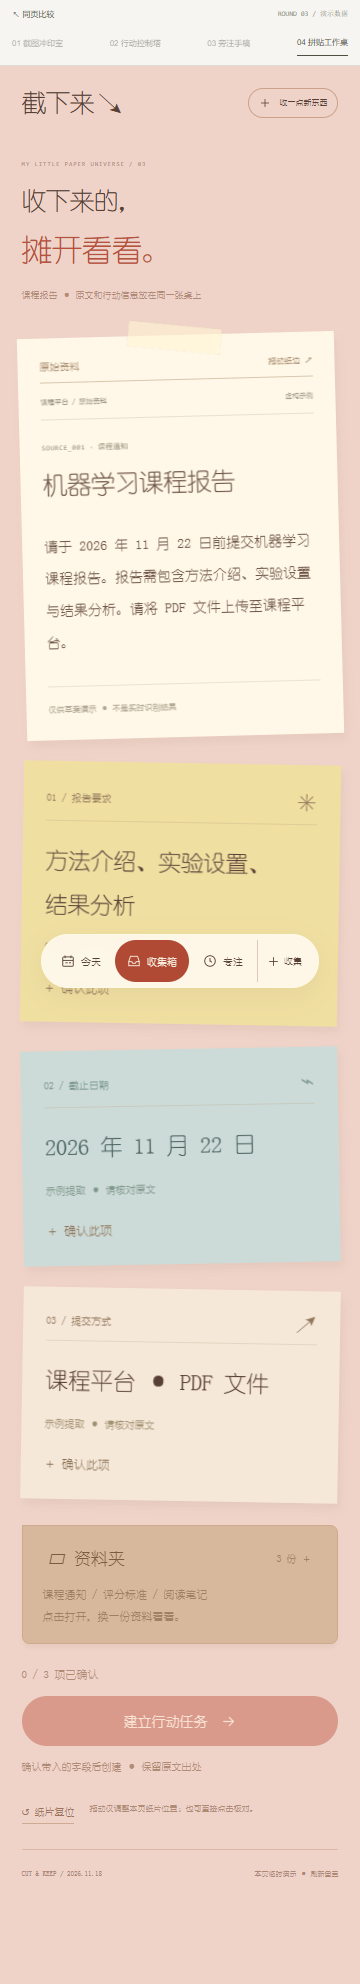 ↖ 同页比较
ROUND 03 / 演示数据
01 截图冲印室
02 行动控制塔
03 旁注手稿
04 拼贴工作桌
截下来
+ 收一点新东西
MY LITTLE PAPER UNIVERSE / 03
收下来的，
摊开看看。
课程报告 • 原文和行动信息放在同一张桌上
原始资料
拖动纸边 ↗
课程平台 / 原始资料
虚构示例
SOURCE_001 · 课程通知
机器学习课程报告
请于 2026 年 11 月 22 日前提交机器学习
课程报告。报告需包含方法介绍、实验设置
与结果分析。请将 PDF 文件上传至课程平
台。
仅供草案演示 • 不是实时识别结果
01 / 报告要求
方法介绍、实验设置、
结果分析
今天
收集箱
专注
+ 收集
+ 确认此项
02 / 截止日期
2026 年 11 月 22 日
示例提取 • 请核对原文
+ 确认此项
03 / 提交方式
课程平台 • PDF 文件
示例提取 • 请核对原文
+ 确认此项
资料夹
3 份 +
课程通知 / 评分标准 / 阅读笔记
点击打开，换一份资料看看。
0 / 3 项已确认
建立行动任务 →
确认带入的字段后创建 • 保留原文出处
↺ 纸片复位
拖动仅调整本页纸片位置；也可直接点击核对。
CUT & KEEP / 2026.11.18
本页临时演示 • 刷新重置